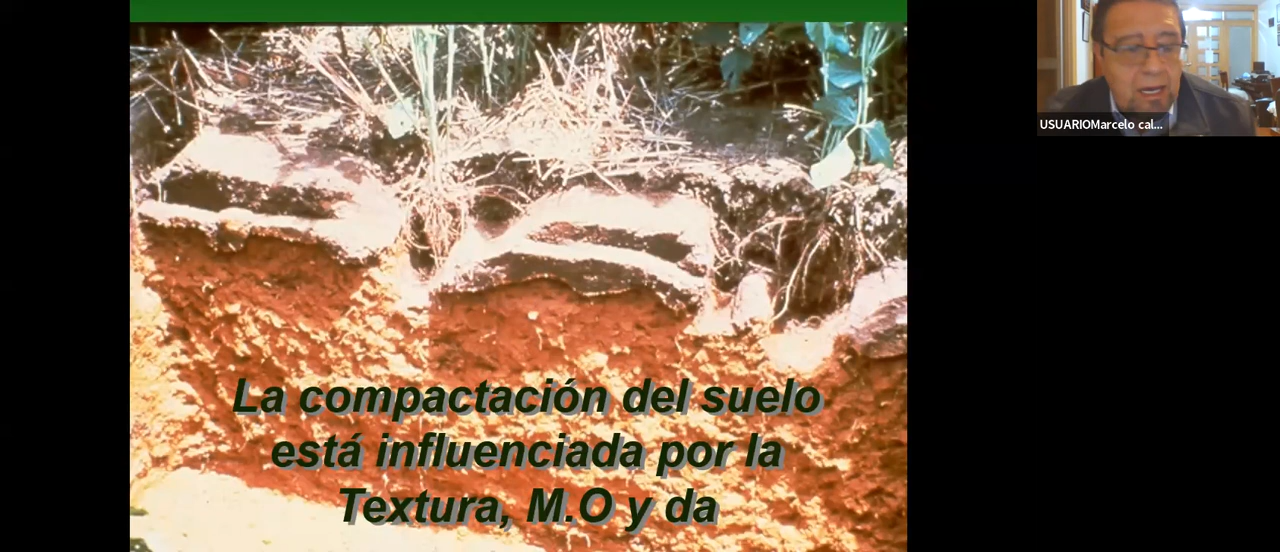 USUARIOMarcelo cal...
La compactación del suelo
está influenciada por la
Textura, M.O y da